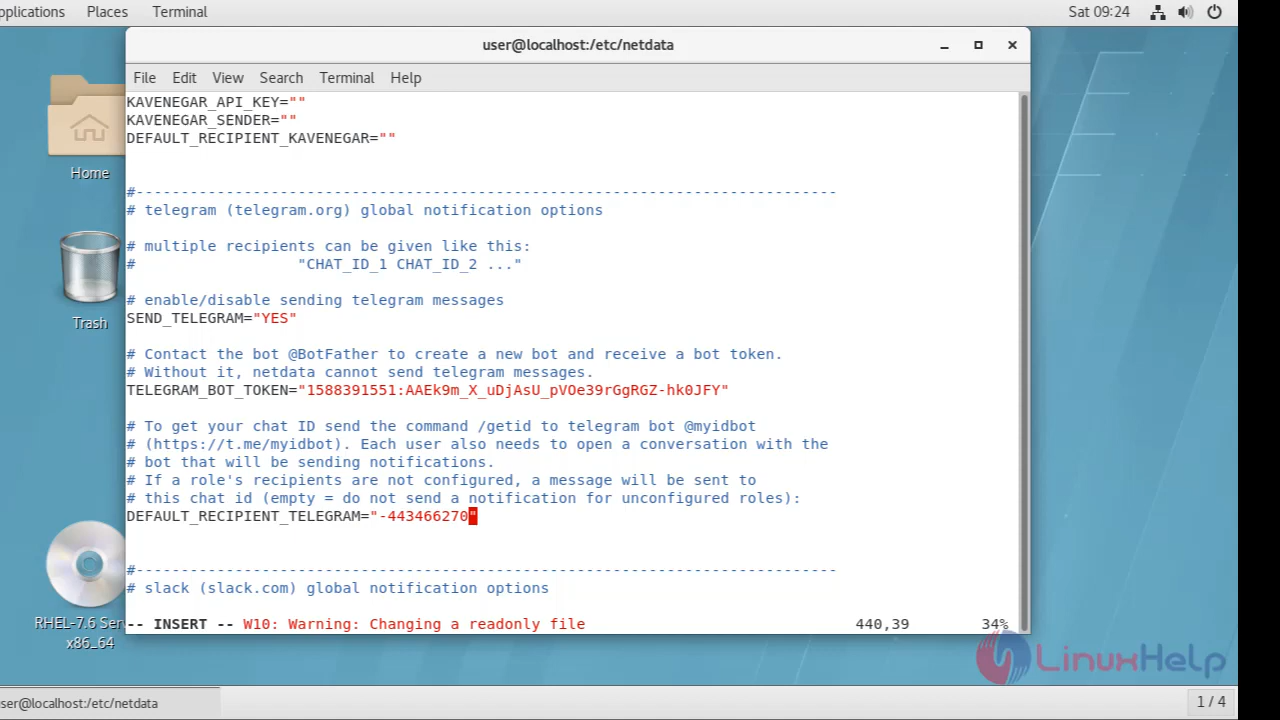 pplications Places Terminal Sat 09:24
user@localhost:/etc/netdata
File Edit View Search Terminal Help
KAVENEGAR_API_KEY=""
KAVENEGAR_SENDER=""
DEFAULT_RECIPIENT_KAVENEGAR=""
#------------------------------------------------------------------------------
# telegram (telegram.org) global notification options
# multiple recipients can be given like this:
# "CHAT_ID_1 CHAT_ID_2 ..."
# enable/disable sending telegram messages
SEND_TELEGRAM="YES"
# Contact the bot @BotFather to create a new bot and receive a bot token.
# Without it, netdata cannot send telegram messages.
TELEGRAM_BOT_TOKEN="1588391551:AAEk9m_X_uDjAsU_pVOe39rGgRGZ-hk0JFY"
# To get your chat ID send the command /getid to telegram bot @myidbot
# (https://t.me/myidbot). Each user also needs to open a conversation with the
# bot that will be sending notifications.
# If a role's recipients are not configured, a message will be sent to
# this chat id (empty = do not send a notification for unconfigured roles):
DEFAULT_RECIPIENT_TELEGRAM="-443466270"
#------------------------------------------------------------------------------
# slack (slack.com) global notification options
-- INSERT -- W10: Warning: Changing a readonly file 440,39 34%
Home
Trash
RHEL-7.6 Ser
x86_64
LinuxHelp
ser@localhost:/etc/netdata 1 / 4